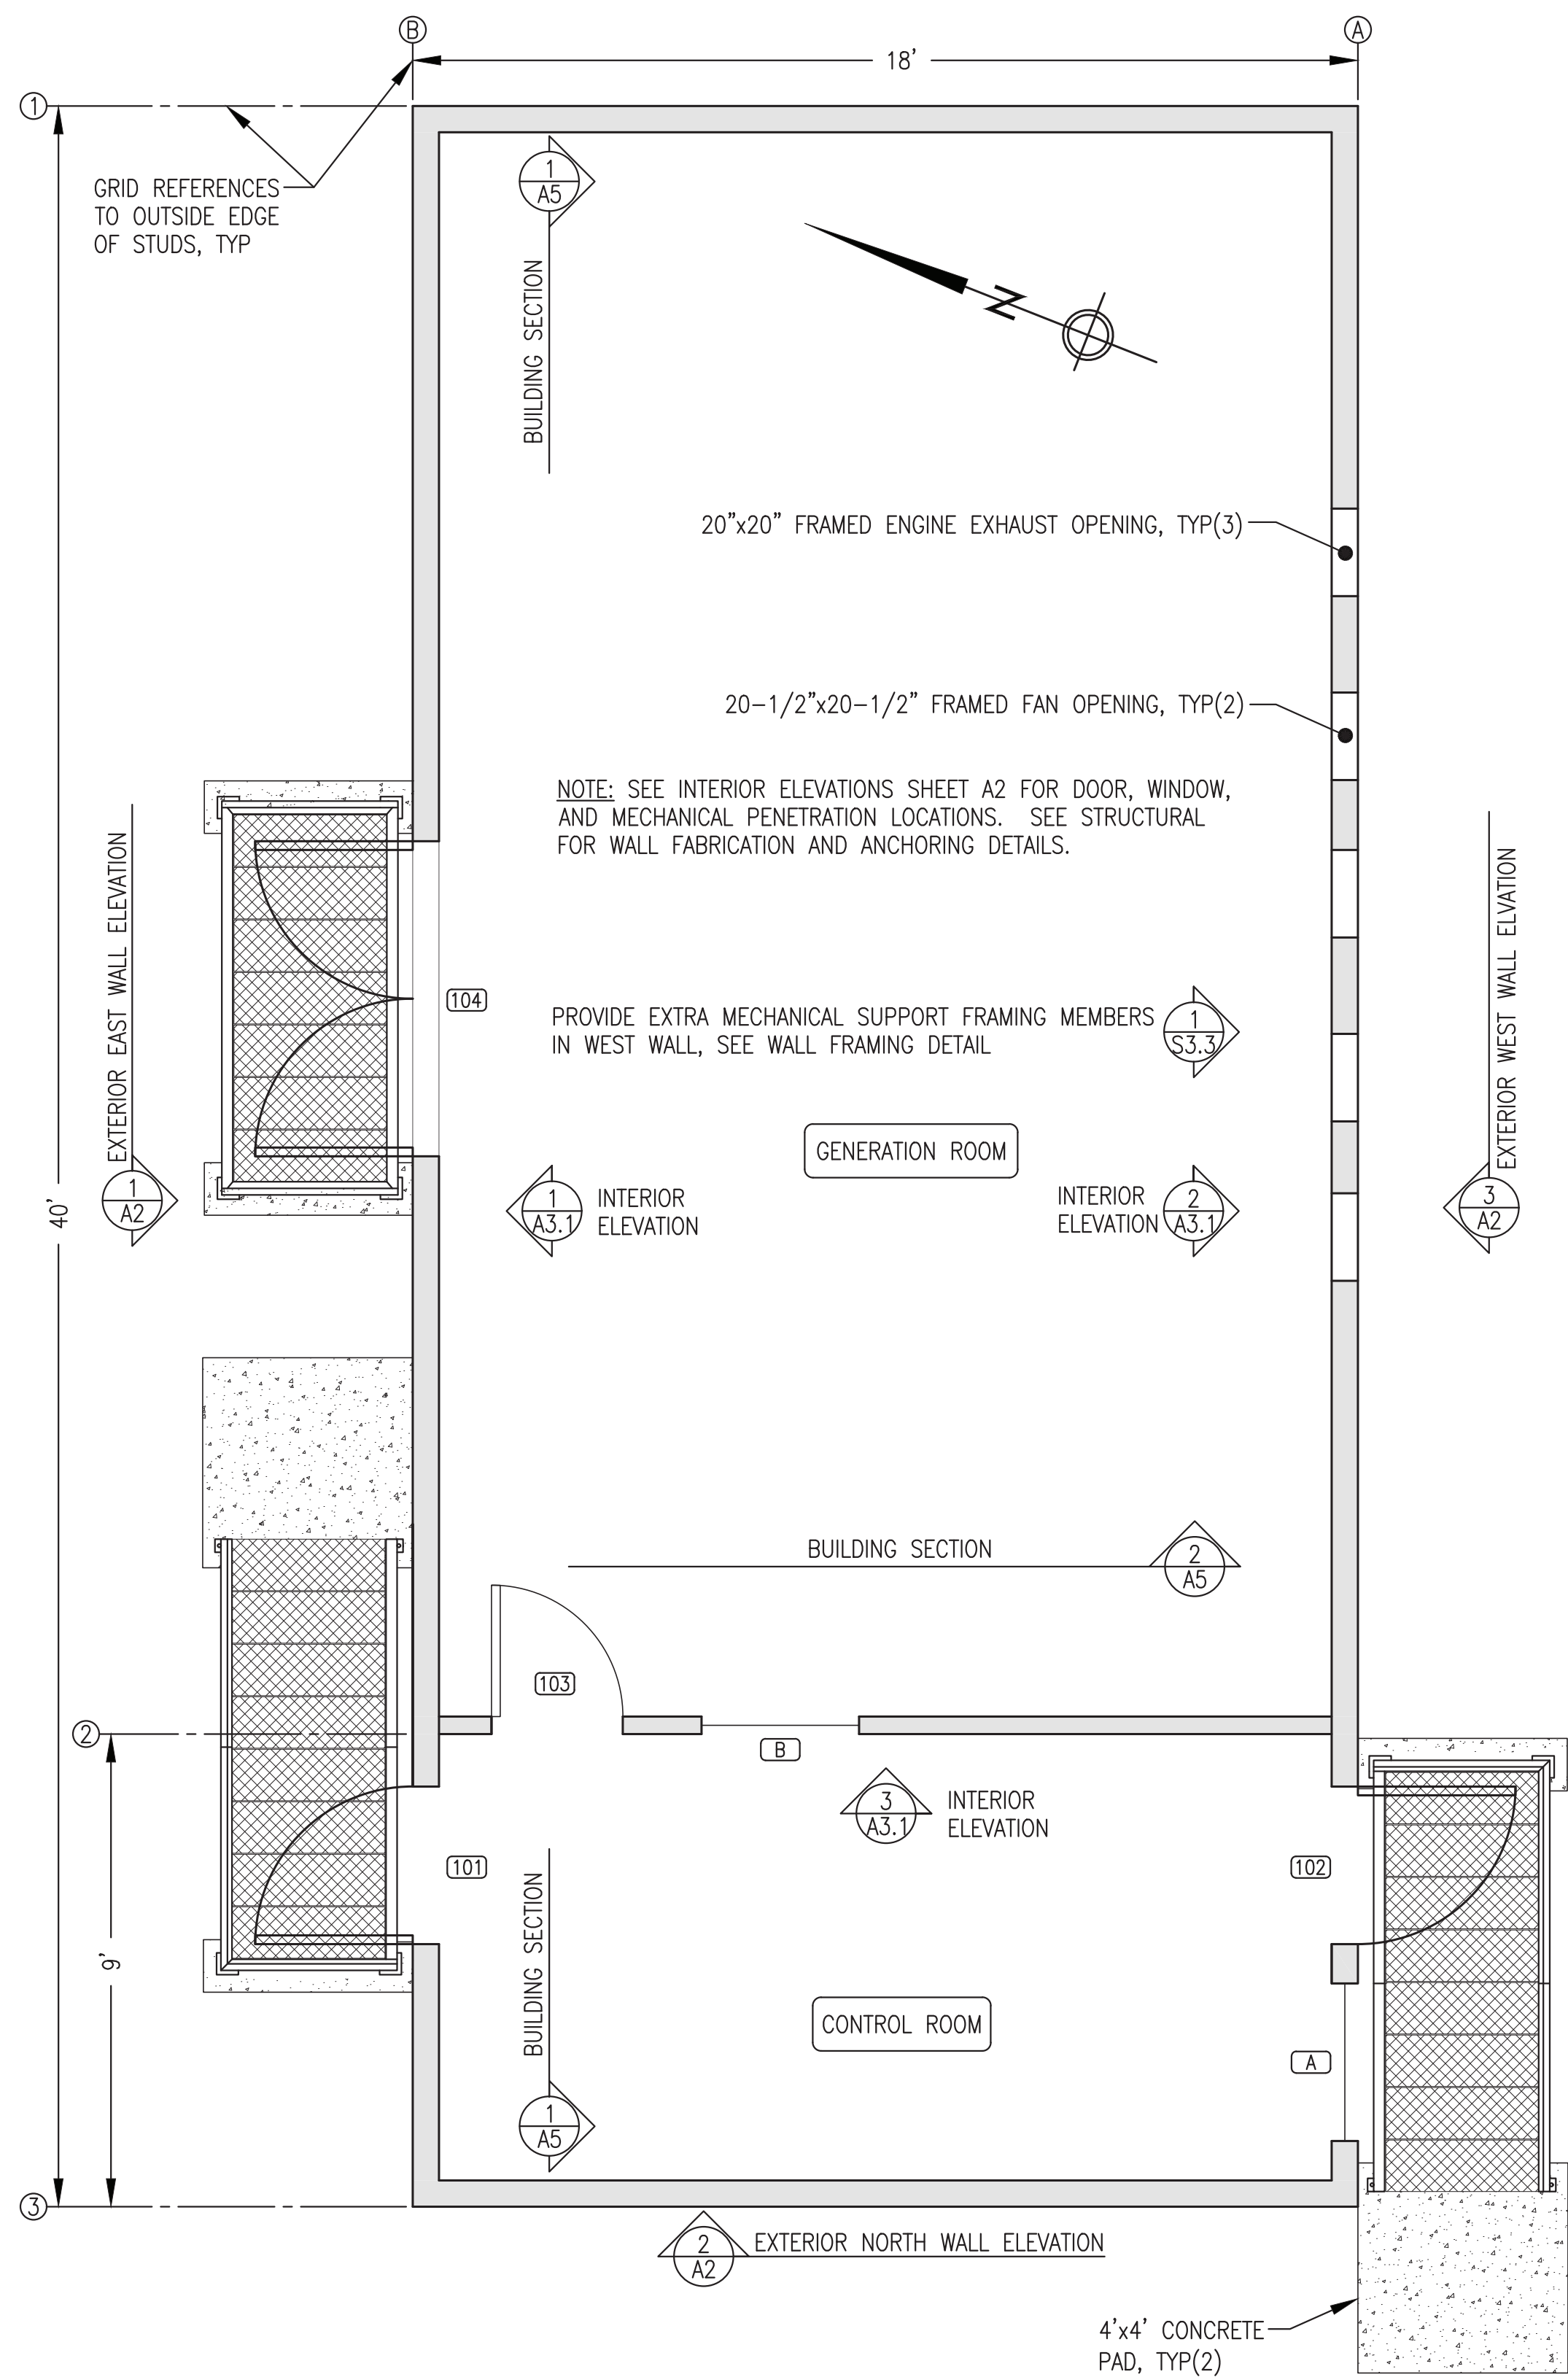 B
A
18'
1
GRID REFERENCES
TO OUTSIDE EDGE
OF STUDS, TYP
1
A5
BUILDING SECTION
N
20"x20" FRAMED ENGINE EXHAUST OPENING, TYP(3)
20-1/2"x20-1/2" FRAMED FAN OPENING, TYP(2)
NOTE: SEE INTERIOR ELEVATIONS SHEET A2 FOR DOOR, WINDOW,
AND MECHANICAL PENETRATION LOCATIONS. SEE STRUCTURAL
FOR WALL FABRICATION AND ANCHORING DETAILS.
EXTERIOR EAST WALL ELEVATION
1
A2
EXTERIOR WEST WALL ELVATION
3
A2
104
PROVIDE EXTRA MECHANICAL SUPPORT FRAMING MEMBERS
IN WEST WALL, SEE WALL FRAMING DETAIL
1
S3.3
GENERATION ROOM
40'
1
A3.1
INTERIOR
ELEVATION
INTERIOR
ELEVATION
2
A3.1
BUILDING SECTION
2
A5
103
2
B
3
A3.1
INTERIOR
ELEVATION
101
102
9'
BUILDING SECTION
1
A5
CONTROL ROOM
A
3
2
A2
EXTERIOR NORTH WALL ELEVATION
4'x4' CONCRETE
PAD, TYP(2)